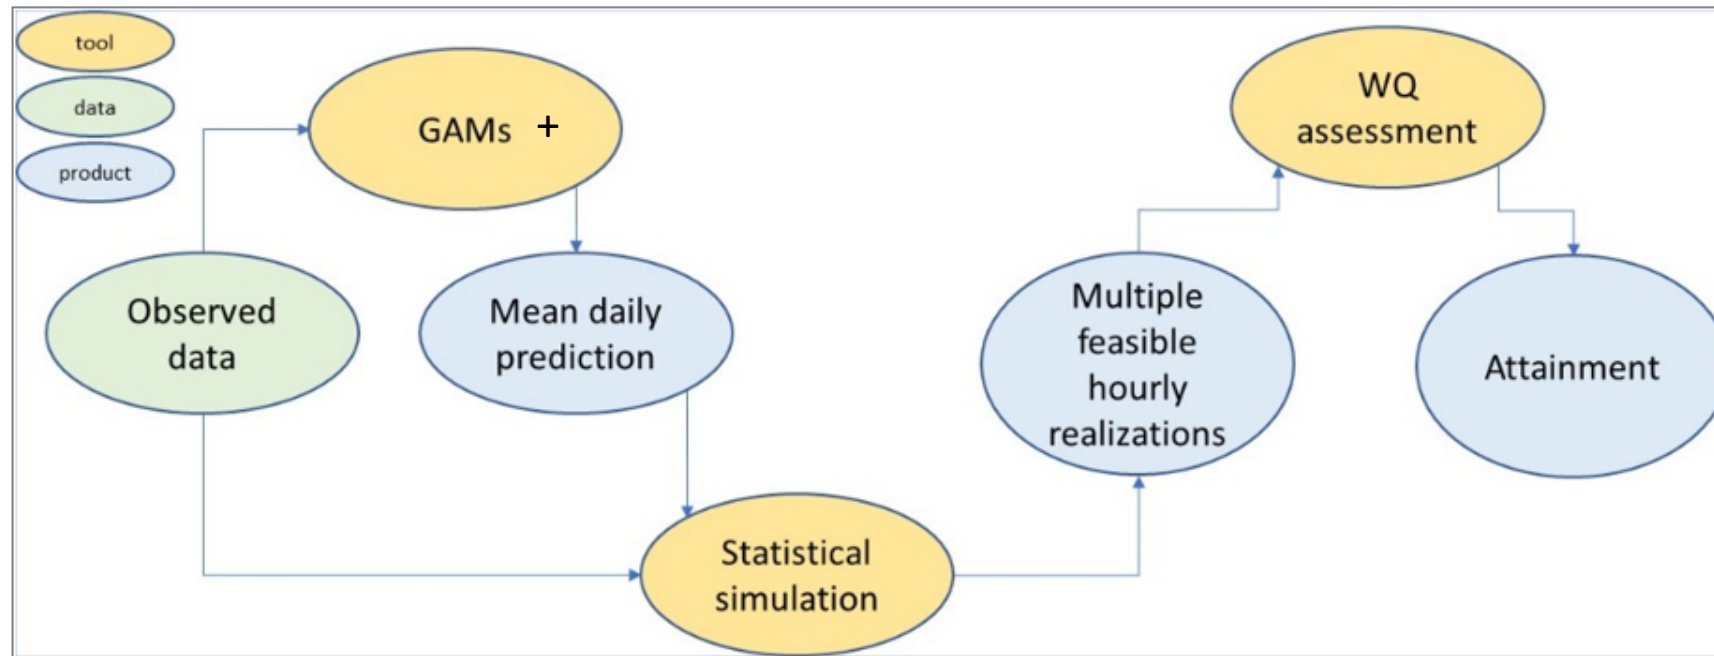 tool
data
product
GAMs +
WQ
assessment
Observed
data
Mean daily
prediction
Multiple
feasible
hourly
realizations
Attainment
Statistical
simulation